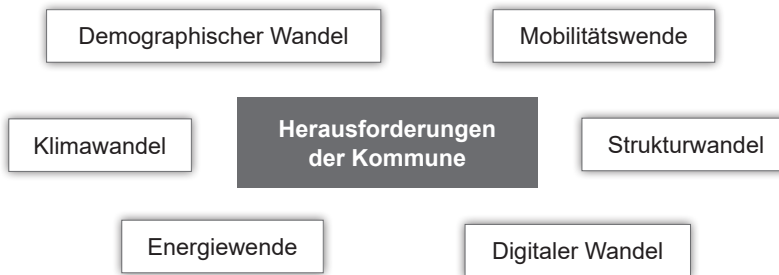 Demographischer Wandel
Mobilitätswende
Herausforderungen
der Kommune
Klimawandel
Strukturwandel
Energiewende
Digitaler Wandel